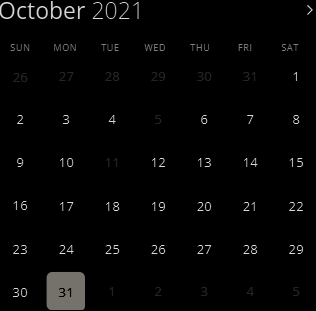 October 2021
SUN MON TUE WED THU FRI SAT
26 27 28 29 30 31 1
2 3 4 5 6 7 8
9 10 11 12 13 14 15
16 17 18 19 20 21 22
23 24 25 26 27 28 29
30 31 1 2 3 4 5